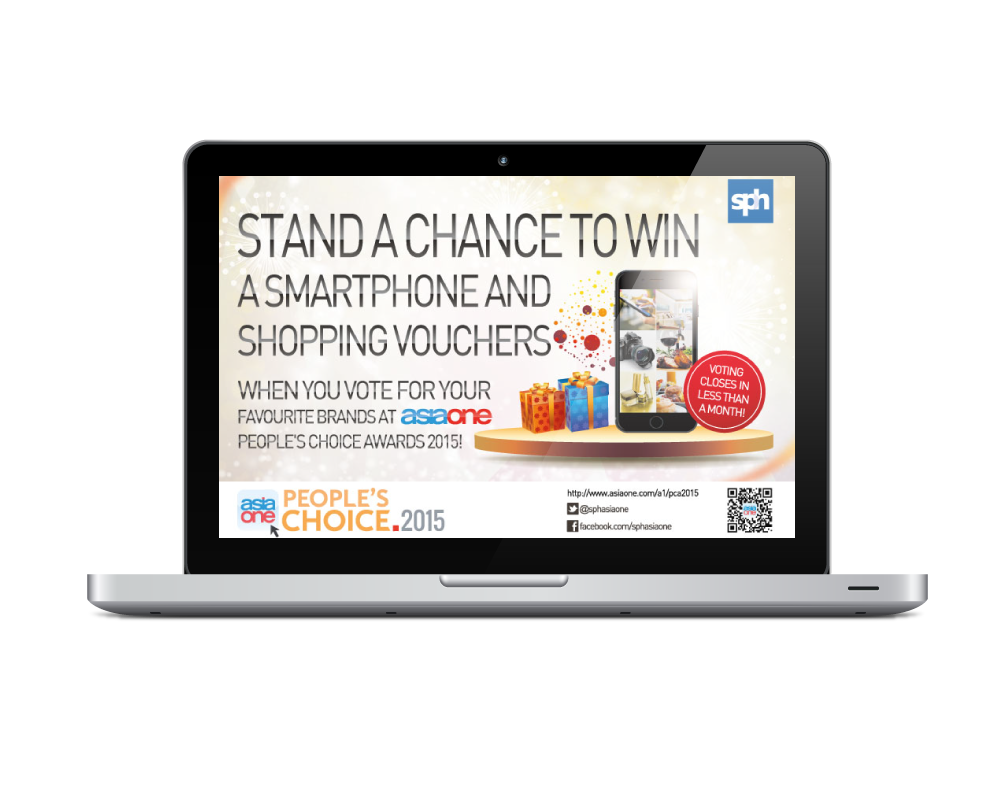 sph
STAND A CHANCE TO WIN
A SMARTPHONE AND
SHOPPING VOUCHERS
WHEN YOU VOTE FOR YOUR
FAVOURITE BRANDS AT asiaone
PEOPLE'S CHOICE AWARDS 2015!
VOTING
CLOSES IN
LESS THAN
A MONTH!
asia
one
PEOPLE'S
CHOICE.2015
http://www.asiaone.com/a1/pca2015
@sphasiaone
facebook.com/sphasiaone
asia
one